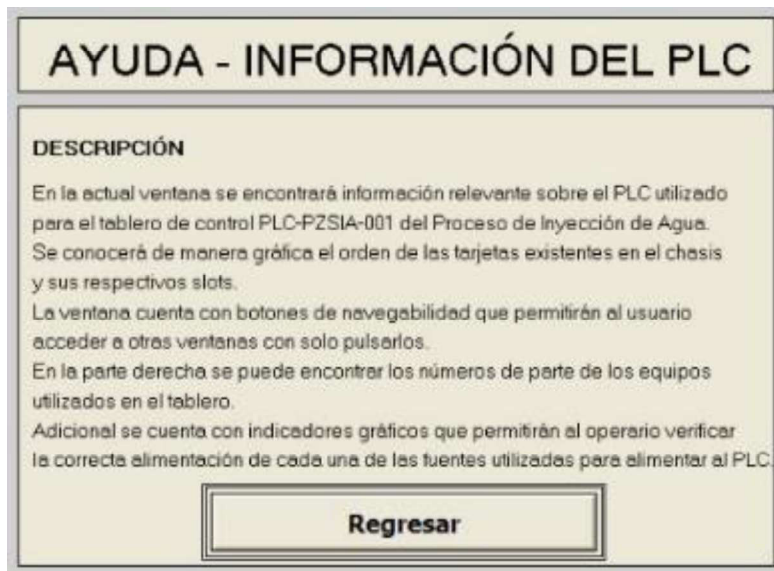 AYUDA - INFORMACIÓN DEL PLC
DESCRIPCIÓN
En la actual ventana se encontrará información relevante sobre el PLC utilizado
para el tablero de control PLC-PZSIA-001 del Proceso de Inyección de Agua.
Se conocerá de manera gráfica el orden de las tarjetas existentes en el chasis
y sus respectivos slots.
La ventana cuenta con botones de navegabilidad que permitirán al usuario
acceder a otras ventanas con solo pulsarlos.
En la parte derecha se puede encontrar los números de parte de los equipos
utilizados en el tablero.
Adicional se cuenta con indicadores gráficos que permitirán al operario verificar
la correcta alimentación de cada una de las fuentes utilizadas para alimentar al PLC.
Regresar